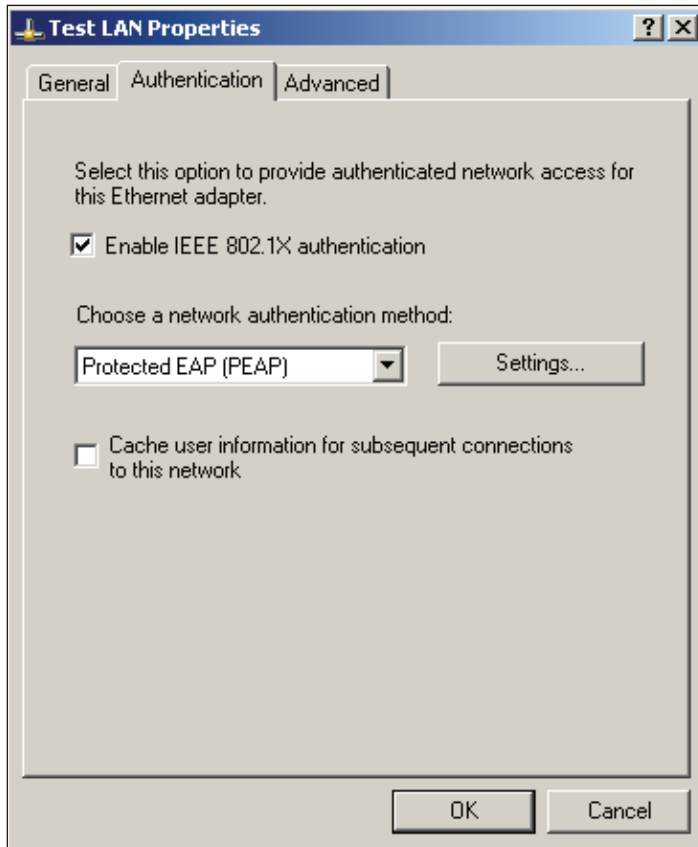 Test LAN Properties
? X
General Authentication Advanced
Select this option to provide authenticated network access for
this Ethernet adapter.
Enable IEEE 802.1X authentication
Choose a network authentication method:
Protected EAP (PEAP) Settings...
Cache user information for subsequent connections
to this network
OK Cancel